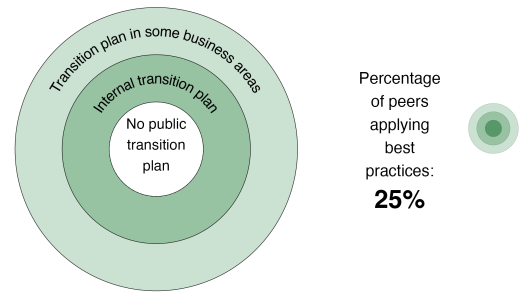 Transition plan in some business areas
Internal transition plan
No public
transition
plan
Percentage
of peers
applying
best
practices:
25%